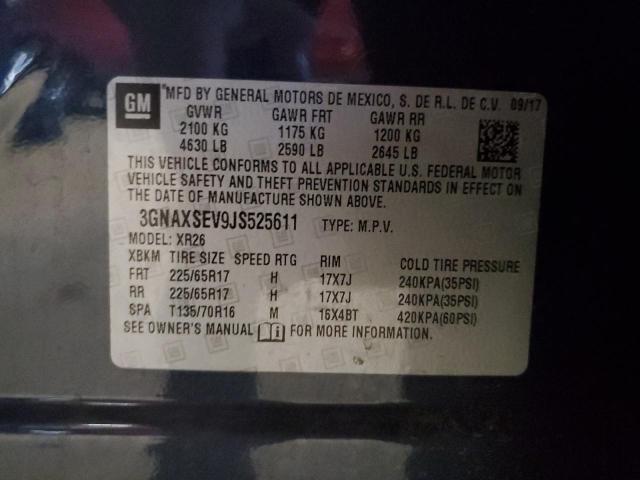 GM
*MFD BY GENERAL MOTORS DE MEXICO, S. DE R.L. DE C.V. 09/17
GVWR GAWR FRT GAWR RR
2100 KG 1175 KG 1200 KG
4630 LB 2590 LB 2645 LB
THIS VEHICLE CONFORMS TO ALL APPLICABLE U.S. FEDERAL MOTOR
VEHICLE SAFETY AND THEFT PREVENTION STANDARDS IN EFFECT ON
THE DATE OF MANUFACTURE SHOWN ABOVE.
3GNAXSEV9JS525611 TYPE: M.P.V.
MODEL: XR26
XBKM TIRE SIZE SPEED RTG RIM COLD TIRE PRESSURE
FRT 225/65R17 H 17X7J 240KPA(35PSI)
RR 225/65R17 H 17X7J 240KPA(35PSI)
SPA T135/70R16 M 16X4BT 420KPA(60PSI)
SEE OWNER'S MANUAL FOR MORE INFORMATION.